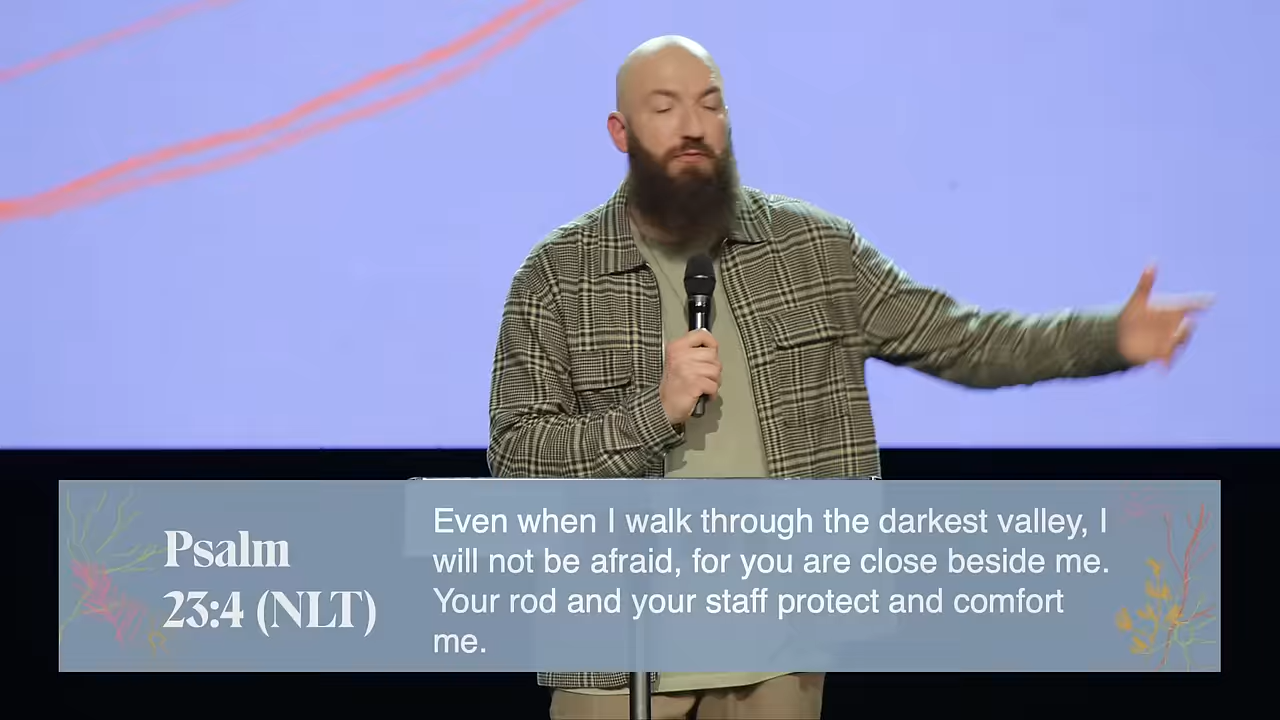 Psalm
23:4 (NLT)
Even when I walk through the darkest valley, I
will not be afraid, for you are close beside me.
Your rod and your staff protect and comfort
me.